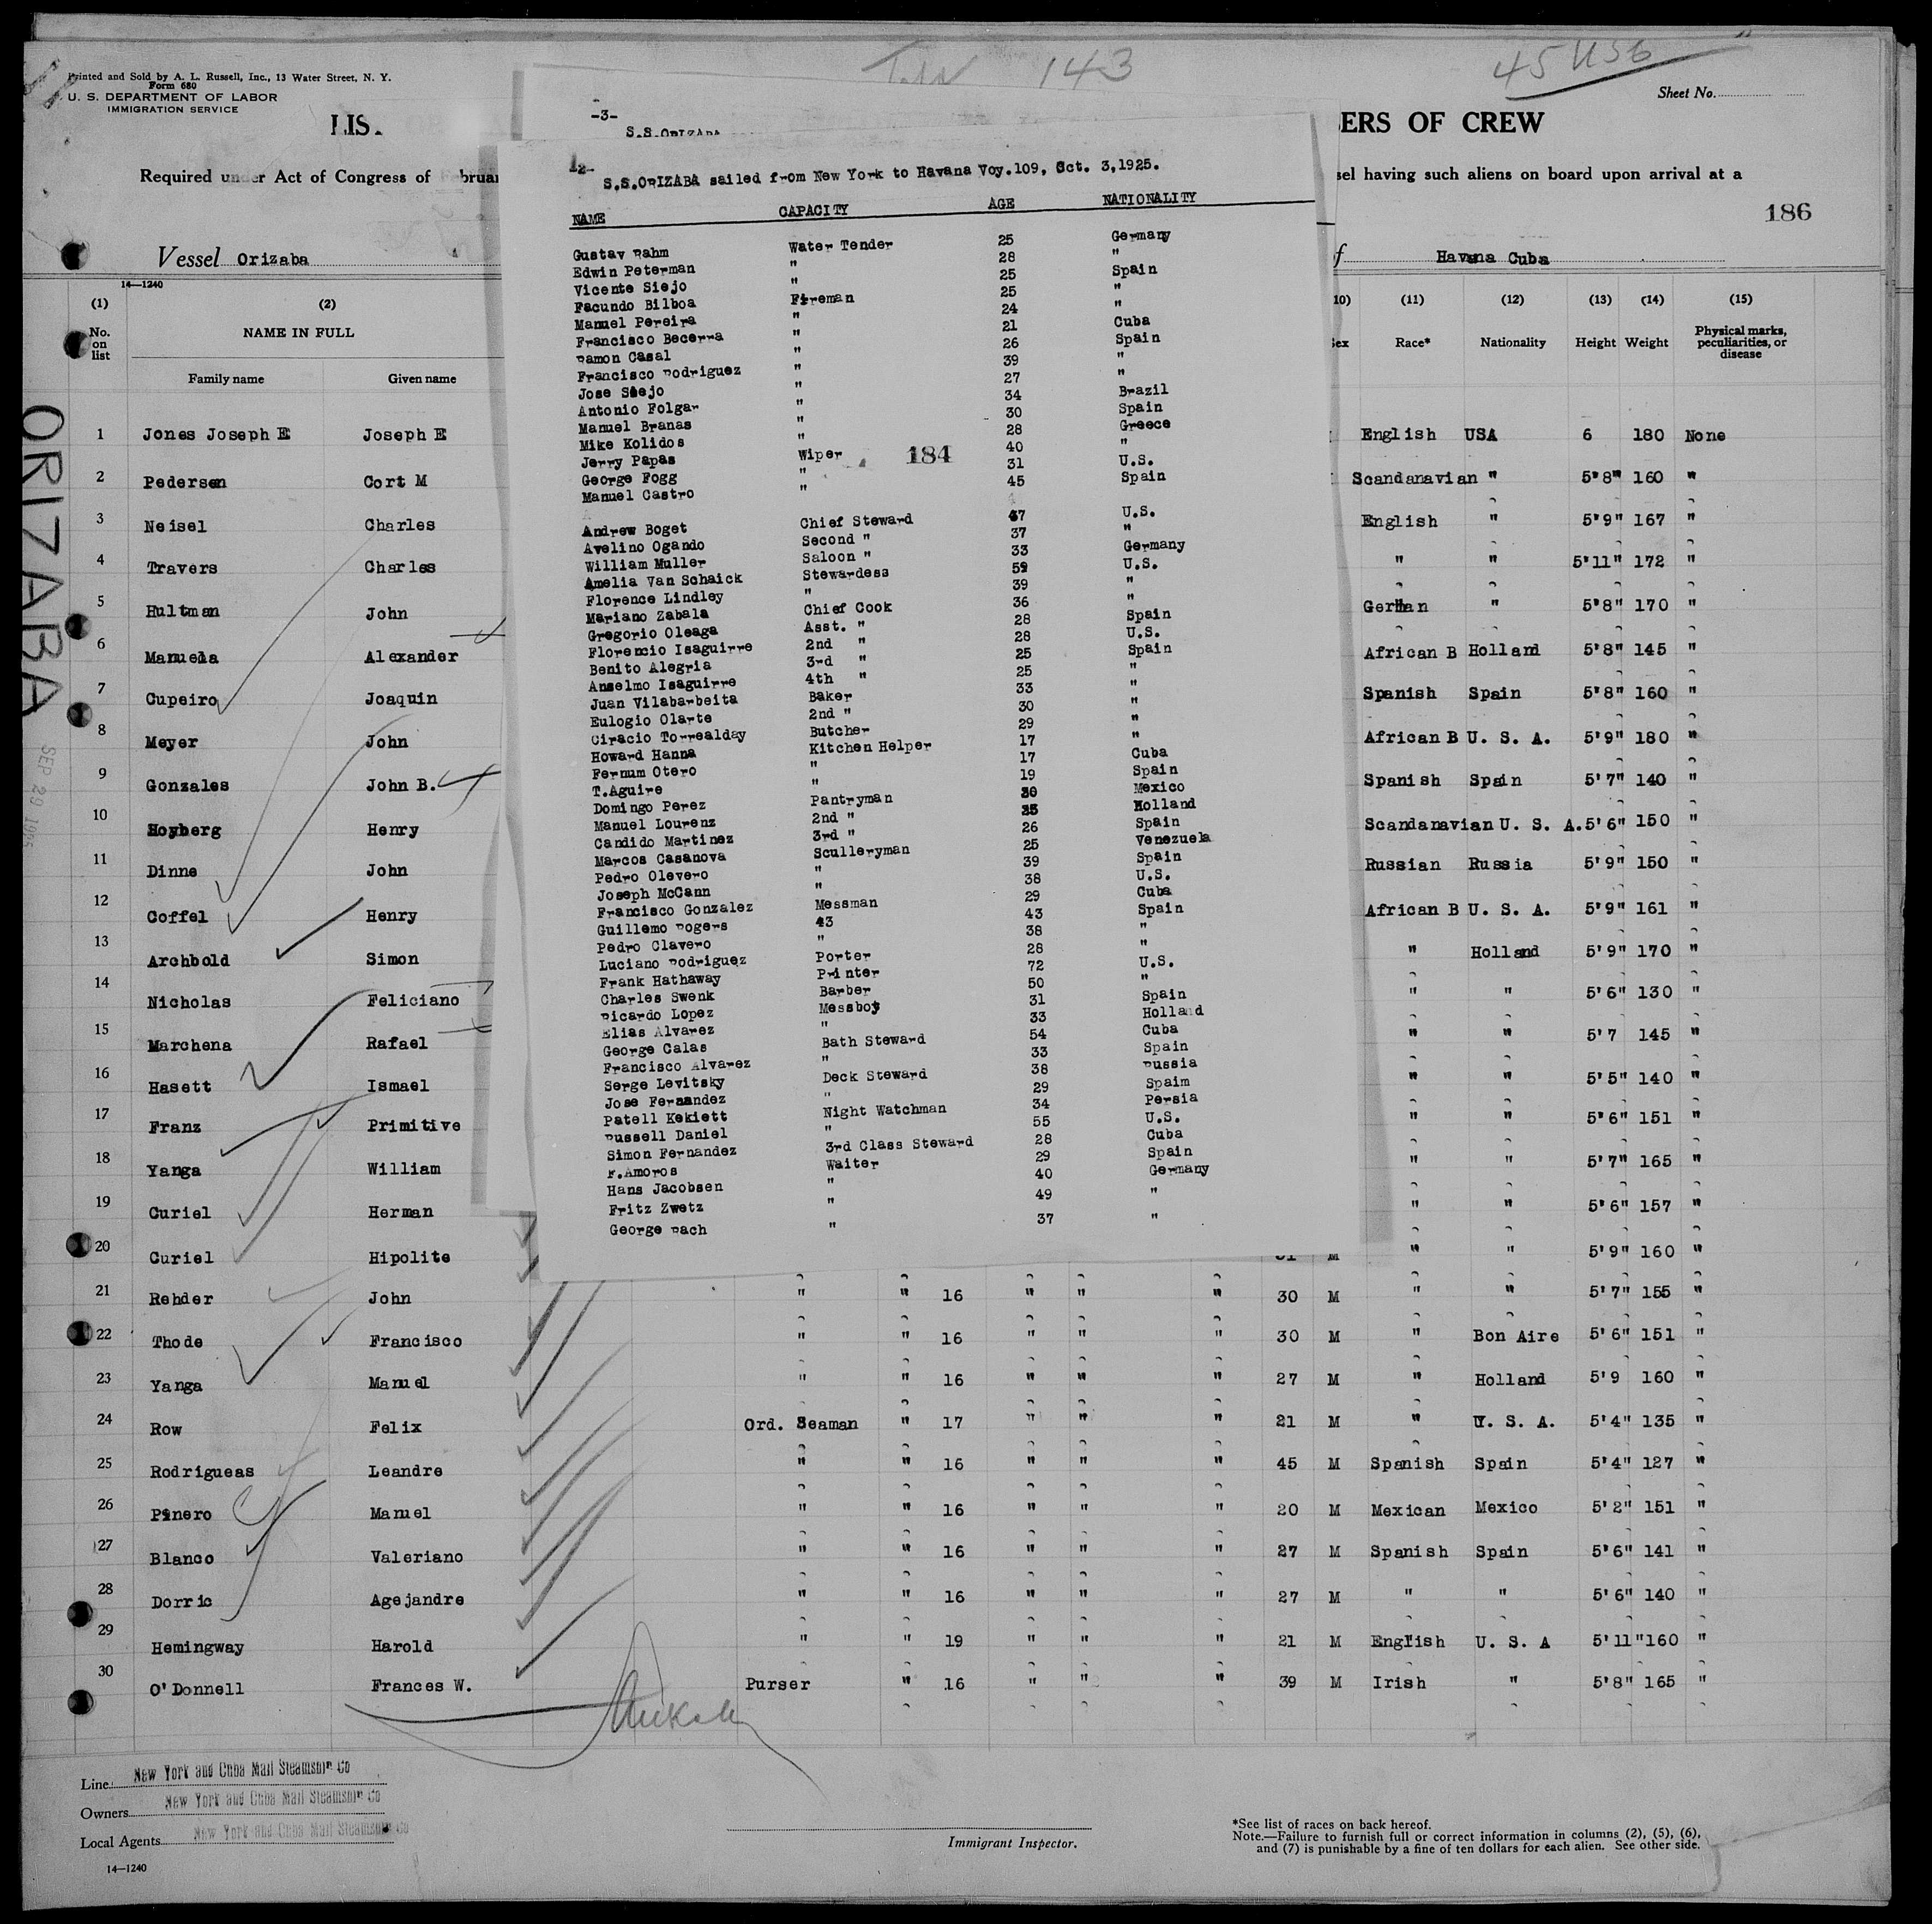 Printed and Sold by A. L. Russell, Inc., 13 Water Street, N. Y.
Form 680
U. S. DEPARTMENT OF LABOR
IMMIGRATION SERVICE
143
45 USC
Sheet No.
LIS
ERS OF CREW
Required under Act of Congress of February
sel having such aliens on board upon arrival at a
186
Vessel Orizaba
Havana Cuba
-3-
S.S.ORIZABA
S.S.ORIZABA sailed from New York to Havana Voy.109, Oct. 3,1925.
NAME CAPACITY AGE NATIONALITY
Gustav Rahm Water Tender 25 Germany
Edwin Peterman " 28 "
Vicente Siejo " 25 Spain
Facundo Bilboa Fireman 25 "
Manuel Pereira " 24 "
Francisco Becerra " 21 Cuba
Ramon Casal " 26 Spain
Francisco Rodriguez " 39 "
Jose Siejo " 27 "
Antonio Folgar " 34 Brazil
Manuel Branas " 30 Spain
Mike Kolidos " 28 Greece
Jerry Papas Wiper 40 "
184
George Fogg " 31 U.S.
Manuel Castro " 45 Spain
Andrew Boget Chief Steward 47 U.S.
Avelino Ogando Second " 37 "
William Muller Saloon " 33 Germany
Amelia Van Schaick Stewardess 59 U.S.
Florence Lindley " 39 "
Mariano Zabala Chief Cook 36 "
Gregorio Oleaga Asst. " 28 Spain
Florencio Isaguirre 2nd " 28 U.S.
Benito Alegria 3rd " 25 Spain
Anselmo Isaguirre 4th " 25 "
Juan Vilabarbeita Baker 33 "
Eulogio Olarte 2nd " 30 "
Ciracio Torrealday Butcher 29 "
Howard Hanna Kitchen Helper 17 "
Fernum Otero " 17 Cuba
T.Aguire " 19 Spain
Domingo Perez Pantryman 30 Mexico
Manuel Lourenz 2nd " 35 Holland
Candido Martinez 3rd " 26 Spain
Marcos Casanova Sculleryman 25 Venezuela
Pedro Olevero " 39 Spain
Joseph McCann " 38 U.S.
Francisco Gonzalez Messman 29 Cuba
Guillemo Rogers 43 43 Spain
Pedro Clavero " 38 "
Luciano Rodriguez Porter 28 "
Frank Hathaway Printer 72 U.S.
Charles Swenk Barber 50 "
Ricardo Lopez Messboy 31 Spain
Elias Alvarez " 33 Holland
George Calas Bath Steward 54 Cuba
Francisco Alvarez " 33 Spain
Serge Levitsky Deck Steward 38 Russia
Jose Fernandez " 29 Spaim
Patell Kekiett Night Watchman 34 Persia
Russell Daniel " 55 U.S.
Simon Fernandez 3rd Class Steward 28 Cuba
F.Amoros Waiter 29 Spain
Hans Jacobsen " 40 Germany
Fritz Zwetz " 49 "
George Rach " 37 "
14—1240
(1) (2) 10) (11) (12) (13) (14) (15)
No. on list NAME IN FULL Sex Race* Nationality Height Weight Physical marks, peculiarities, or disease
Family name Given name
ORIZABA
SEP 29 1925
1 Jones Joseph E Joseph E English USA 6 180 None
2 Pedersen Cort M Scandanavian " 5'8" 160 "
3 Neisel Charles English " 5'9" 167 "
4 Travers Charles " " 5'11" 172 "
5 Hultman John German " 5'8" 170 "
6 Manuela Alexander African B Holland 5'8" 145 "
7 Cupeiro Joaquin Spanish Spain 5'8" 160 "
8 Meyer John African B U. S. A. 5'9" 180 "
9 Gonzales John B. Spanish Spain 5'7" 140 "
10 Hoyberg Henry Scandanavian U. S. A. 5'6" 150 "
11 Dinne John Russian Russia 5'9" 150 "
12 Coffel Henry African B U. S. A. 5'9" 161 "
13 Archbold Simon " Holland 5'9" 170 "
14 Nicholas Feliciano " " 5'6" 130 "
15 Marchena Rafael " " 5'7 145 "
16 Hasett Ismael " " 5'5" 140 "
17 Franz Primitive " " 5'6" 151 "
18 Yanga William " " 5'7" 165 "
19 Curiel Herman " " 5'6" 157 "
20 Curiel Hipolite 31 M " " 5'9" 160 "
21 Rehder John " " 16 " " " 30 M " " 5'7" 155 "
22 Thode Francisco " " 16 " " " 30 M " Bon Aire 5'6" 151 "
23 Yanga Manuel " " 16 " " " 27 M " Holland 5'9 160 "
24 Row Felix Ord. Seaman " 17 " " " 21 M " U. S. A. 5'4" 135 "
25 Rodrigueas Leandre " " 16 " " " 45 M Spanish Spain 5'4" 127 "
26 Pinero Manuel " " 16 " " " 20 M Mexican Mexico 5'2" 151 "
27 Blanco Valeriano " " 16 " " " 27 M Spanish Spain 5'6" 141 "
28 Dorric Agejandre " " 16 " " " 27 M " " 5'6" 140 "
29 Hemingway Harold " " 19 " " " 21 M English U. S. A 5'11" 160 "
30 O'Donnell Frances W. Purser " 16 " " " 39 M Irish " 5'8" 165 "
Line New York and Cuba Mail Steamship Co
Owners New York and Cuba Mail Steamship Co
Local Agents New York and Cuba Mail Steamship Co
14—1240
Immigrant Inspector.
*See list of races on back hereof.
Note.—Failure to furnish full or correct information in columns (2), (5), (6),
and (7) is punishable by a fine of ten dollars for each alien. See other side.